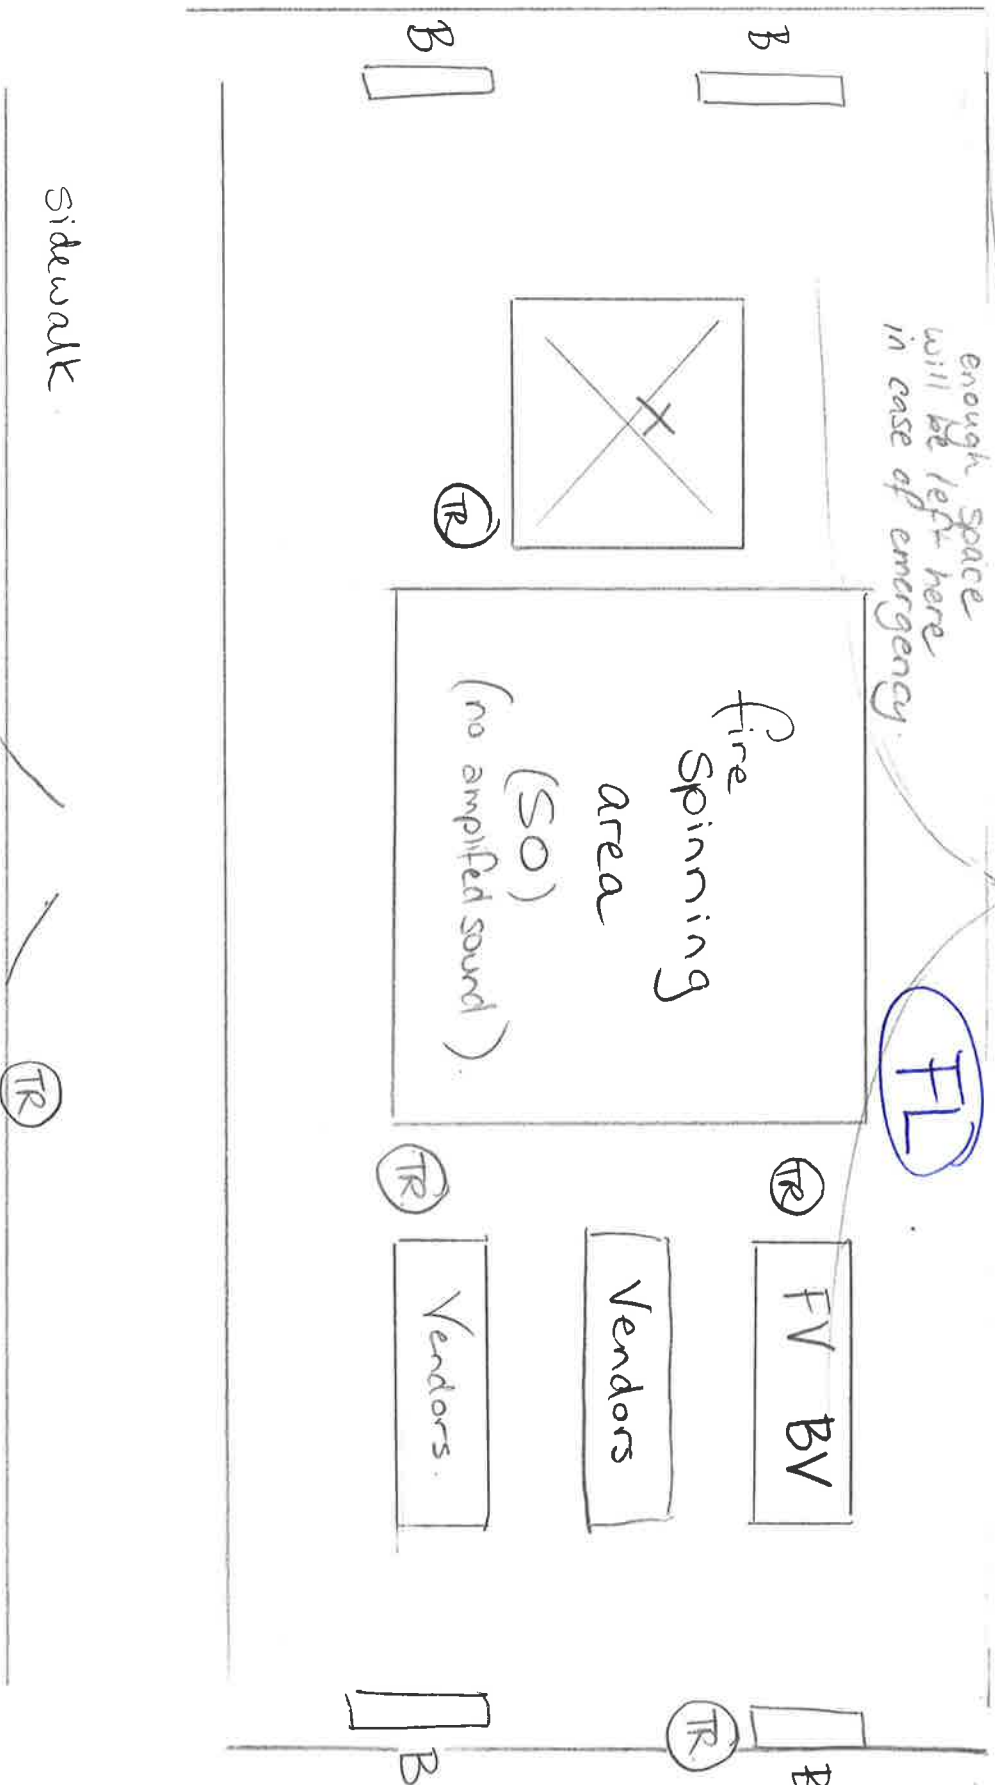 enough space
will be left here
in case of emergency.
FL
B
X
fire
Spinning
area
(SO)
(no amplifed sound).
TR
FV BV
B
TR
Vendors
B
TR
TR
Vendors.
B
Sidewalk
TR